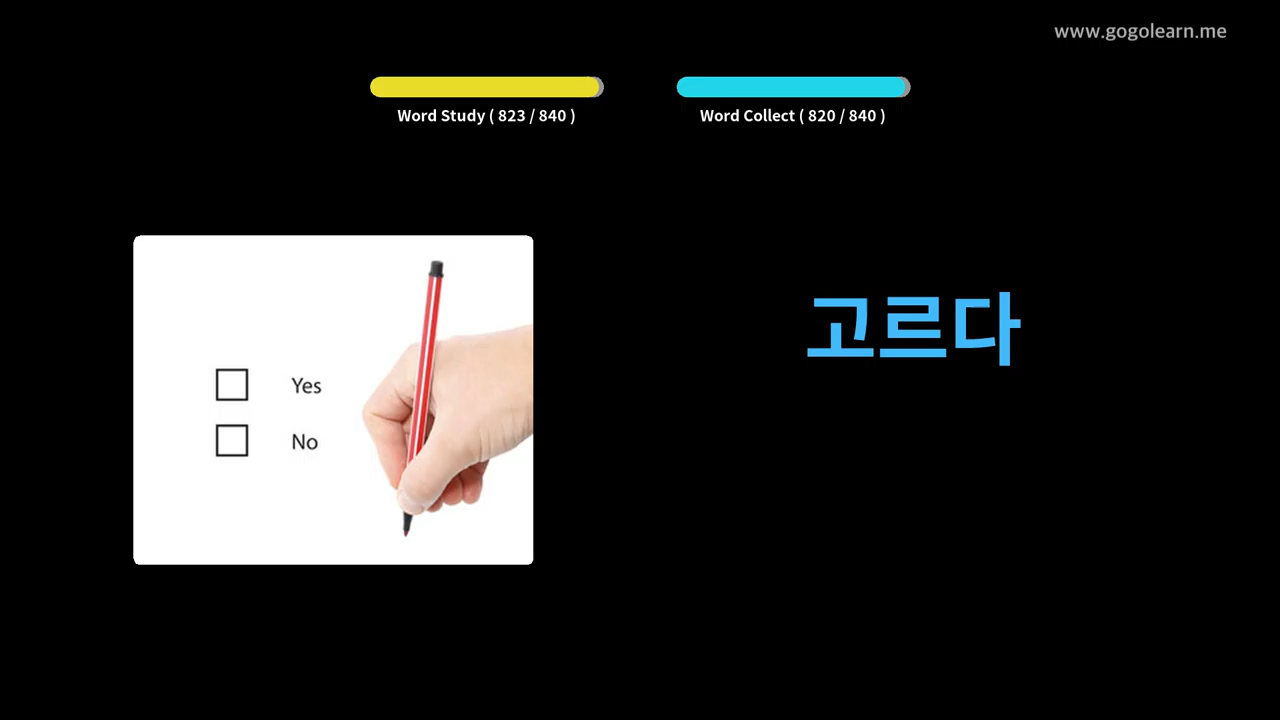 www.gogolearn.me
Word Study ( 823 / 840 )
Word Collect ( 820 / 840 )
고르다
Yes
No